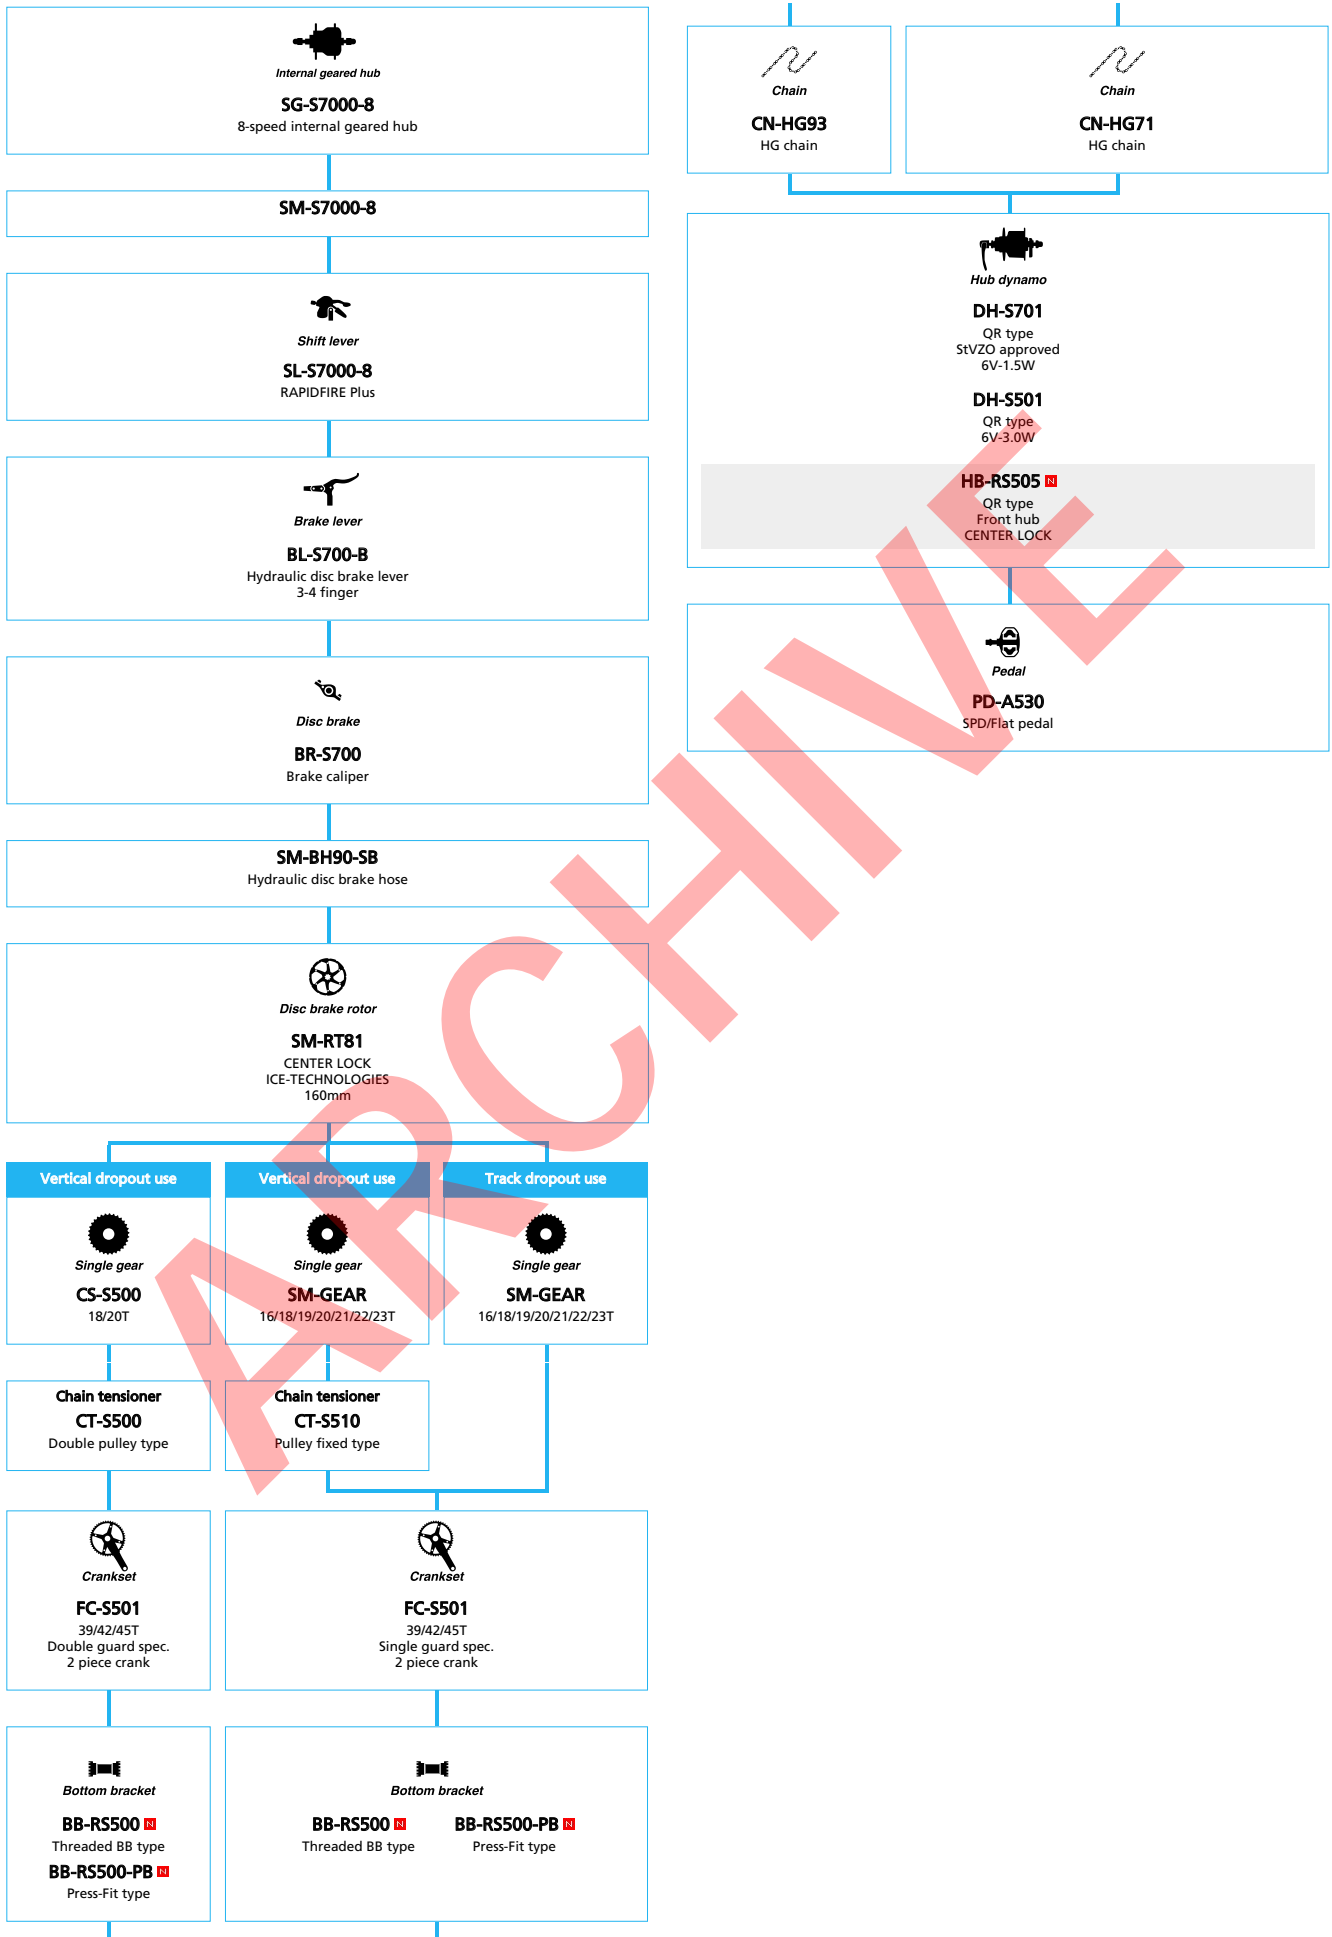 Internal geared hub
SG-S7000-8
8-speed internal geared hub
SM-S7000-8
Shift lever
SL-S7000-8
RAPIDFIRE Plus
Brake lever
BL-S700-B
Hydraulic disc brake lever
3-4 finger
Disc brake
BR-S700
Brake caliper
SM-BH90-SB
Hydraulic disc brake hose
Disc brake rotor
SM-RT81
CENTER LOCK
ICE-TECHNOLOGIES
160mm
Vertical dropout use
Single gear
CS-S500
18/20T
Vertical dropout use
Single gear
SM-GEAR
16/18/19/20/21/22/23T
Track dropout use
Single gear
SM-GEAR
16/18/19/20/21/22/23T
Chain tensioner
CT-S500
Double pulley type
Chain tensioner
CT-S510
Pulley fixed type
Crankset
FC-S501
39/42/45T
Double guard spec.
2 piece crank
Crankset
FC-S501
39/42/45T
Single guard spec.
2 piece crank
Bottom bracket
BB-RS500 N
Threaded BB type
BB-RS500-PB N
Press-Fit type
Bottom bracket
BB-RS500 N
Threaded BB type
BB-RS500-PB N
Press-Fit type
Chain
CN-HG93
HG chain
Chain
CN-HG71
HG chain
Hub dynamo
DH-S701
QR type
StVZO approved
6V-1.5W
DH-S501
QR type
6V-3.0W
HB-RS505 N
QR type
Front hub
CENTER LOCK
Pedal
PD-A530
SPD/Flat pedal
ARCHIVE